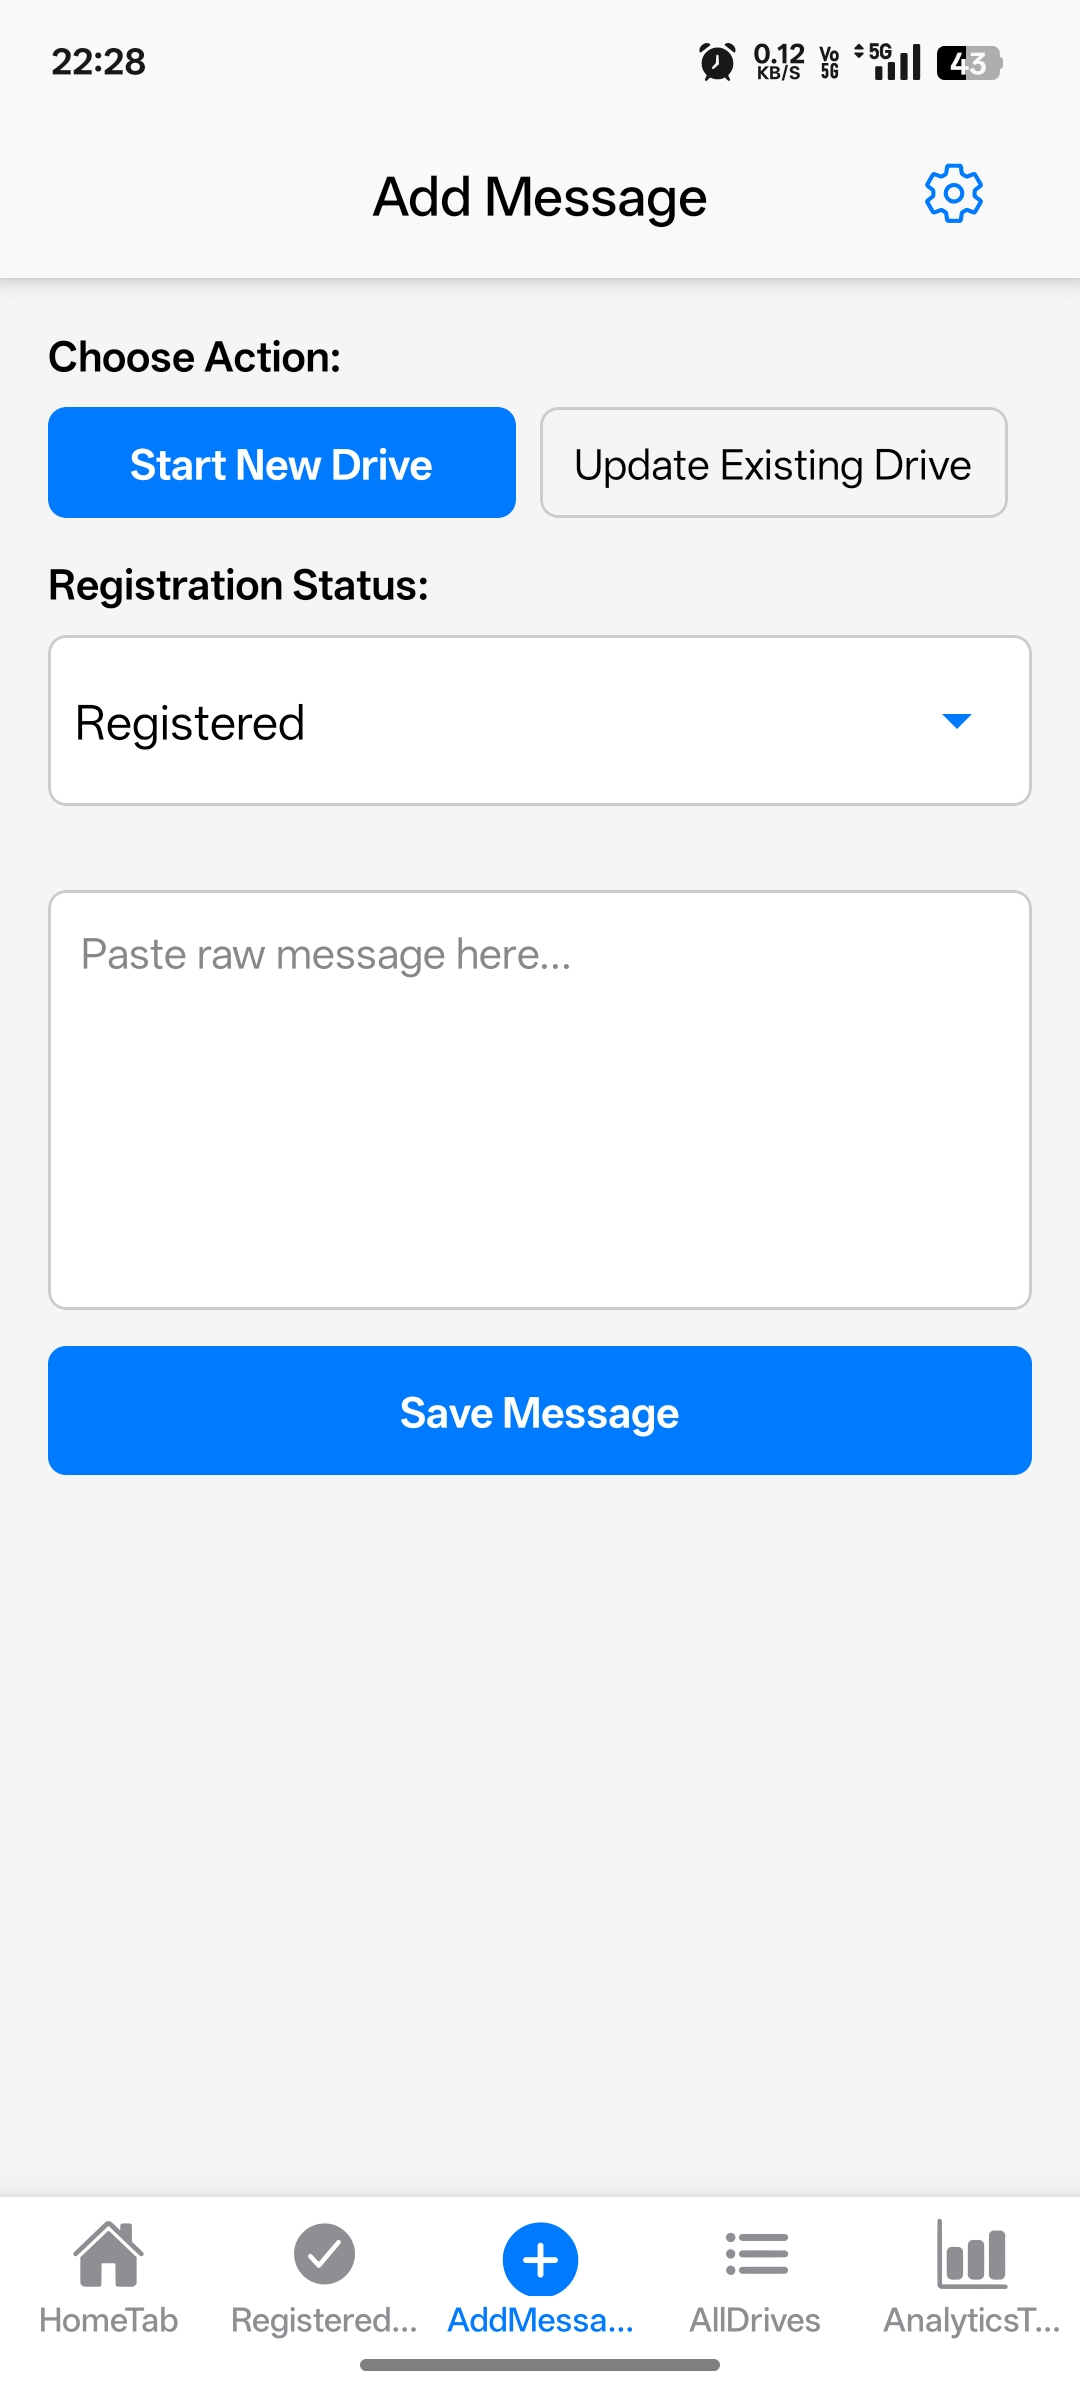 22:28
0.12 KB/S Vo 5G 5G 43
Add Message
Choose Action:
Start New Drive
Update Existing Drive
Registration Status:
Registered
Paste raw message here...
Save Message
HomeTab
Registered...
AddMessa...
AllDrives
AnalyticsT...